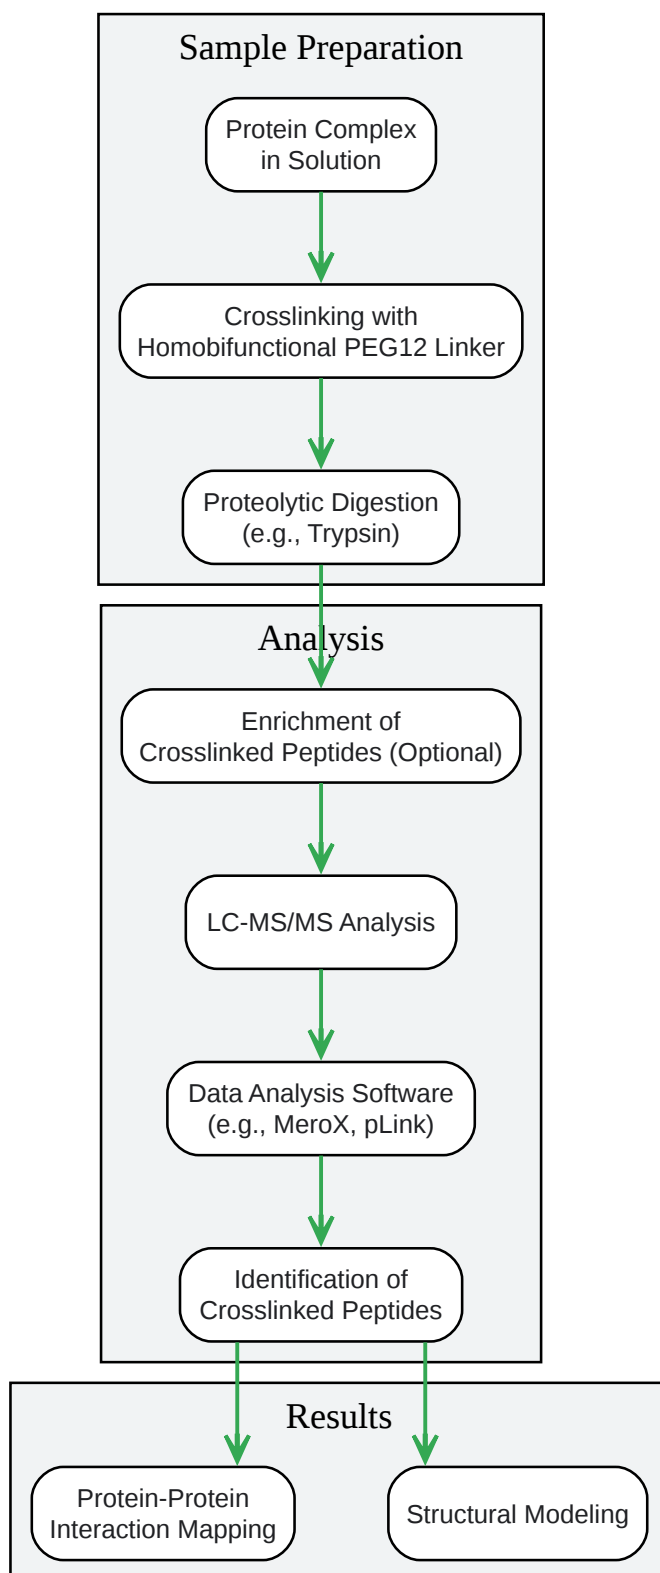 Sample Preparation
Protein Complex
in Solution
Crosslinking with
Homobifunctional PEG12 Linker
Proteolytic Digestion
(e.g., Trypsin)
Analysis
Enrichment of
Crosslinked Peptides (Optional)
LC-MS/MS Analysis
Data Analysis Software
(e.g., MeroX, pLink)
Identification of
Crosslinked Peptides
Results
Protein-Protein
Interaction Mapping
Structural Modeling